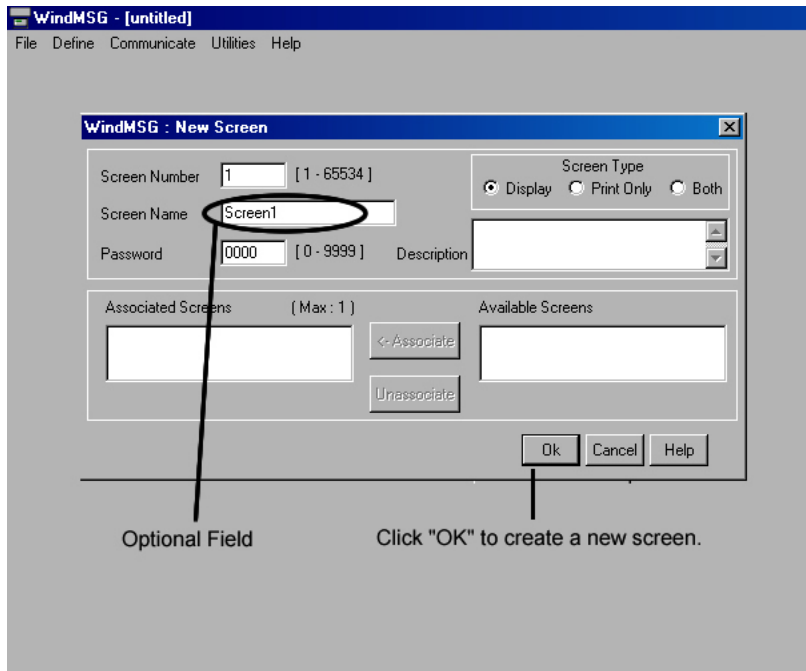 WindMSG - [untitled]
File Define Communicate Utilities Help
WindMSG : New Screen
Screen Number 1 [ 1 - 65534 ]
Screen Type
Display Print Only Both
Screen Name Screen1
Password 0000 [ 0 - 9999 ] Description
Associated Screens ( Max : 1 ) Available Screens
<- Associate
Unassociate
Ok Cancel Help
Optional Field
Click "OK" to create a new screen.